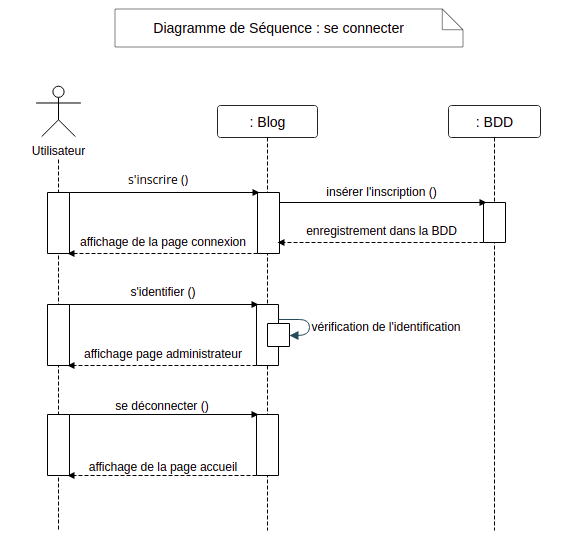 Diagramme de Séquence : se connecter
: Blog
: BDD
Utilisateur
s'inscrire ()
insérer l'inscription ()
enregistrement dans la BDD
affichage de la page connexion
s'identifier ()
vérification de l'identification
affichage page administrateur
se déconnecter ()
affichage de la page accueil